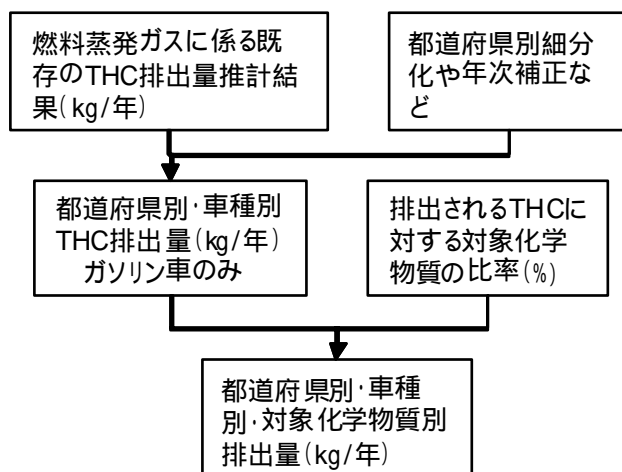 燃料蒸発ガスに係る既
存のTHC排出量推計結
果(kg/年)
都道府県別細分
化や年次補正な
ど
都道府県別･車種別
THC排出量(kg/年)
ガソリン車のみ
排出されるTHCに
対する対象化学
物質の比率(%)
都道府県別･車種
別･対象化学物質別
排出量(kg/年)